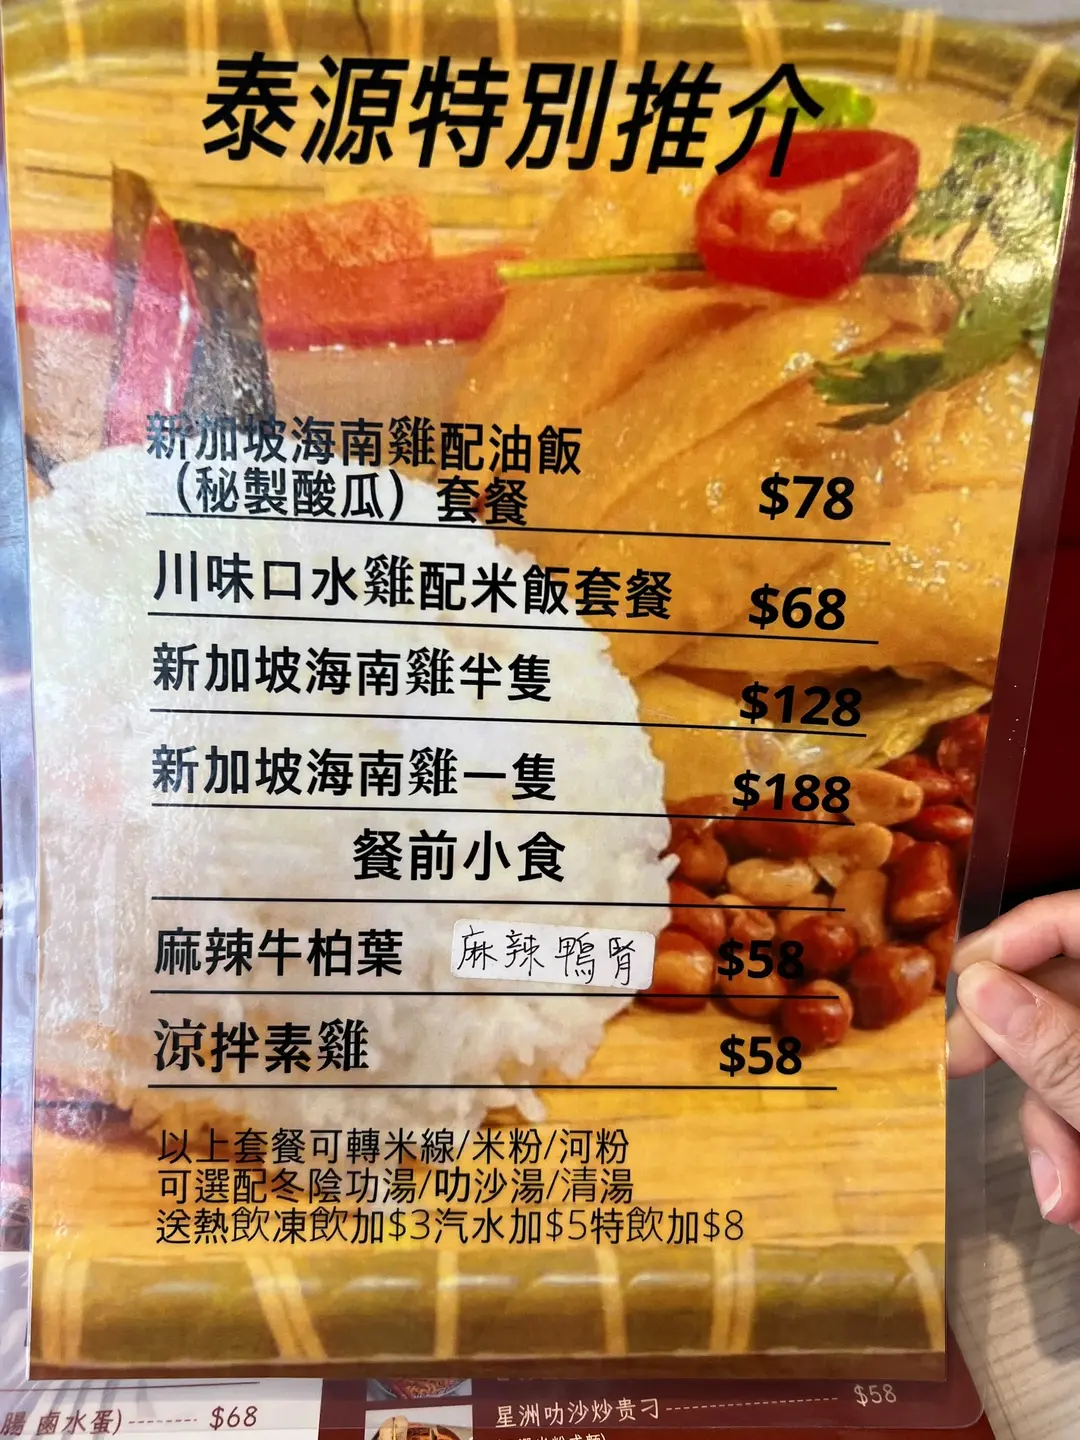 泰源特別推介
新加坡海南雞配油飯
（秘製酸瓜）套餐 $78
川味口水雞配米飯套餐 $68
新加坡海南雞半隻 $128
新加坡海南雞一隻 $188
餐前小食
麻辣牛柏葉 麻辣鴨腎 $58
涼拌素雞 $58
以上套餐可轉米線/米粉/河粉
可選配冬陰功湯/叻沙湯/清湯
送熱飲凍飲加$3汽水加$5特飲加$8
腸 鹵水蛋)----------- $68
星洲叻沙炒贵刁------------------ $58